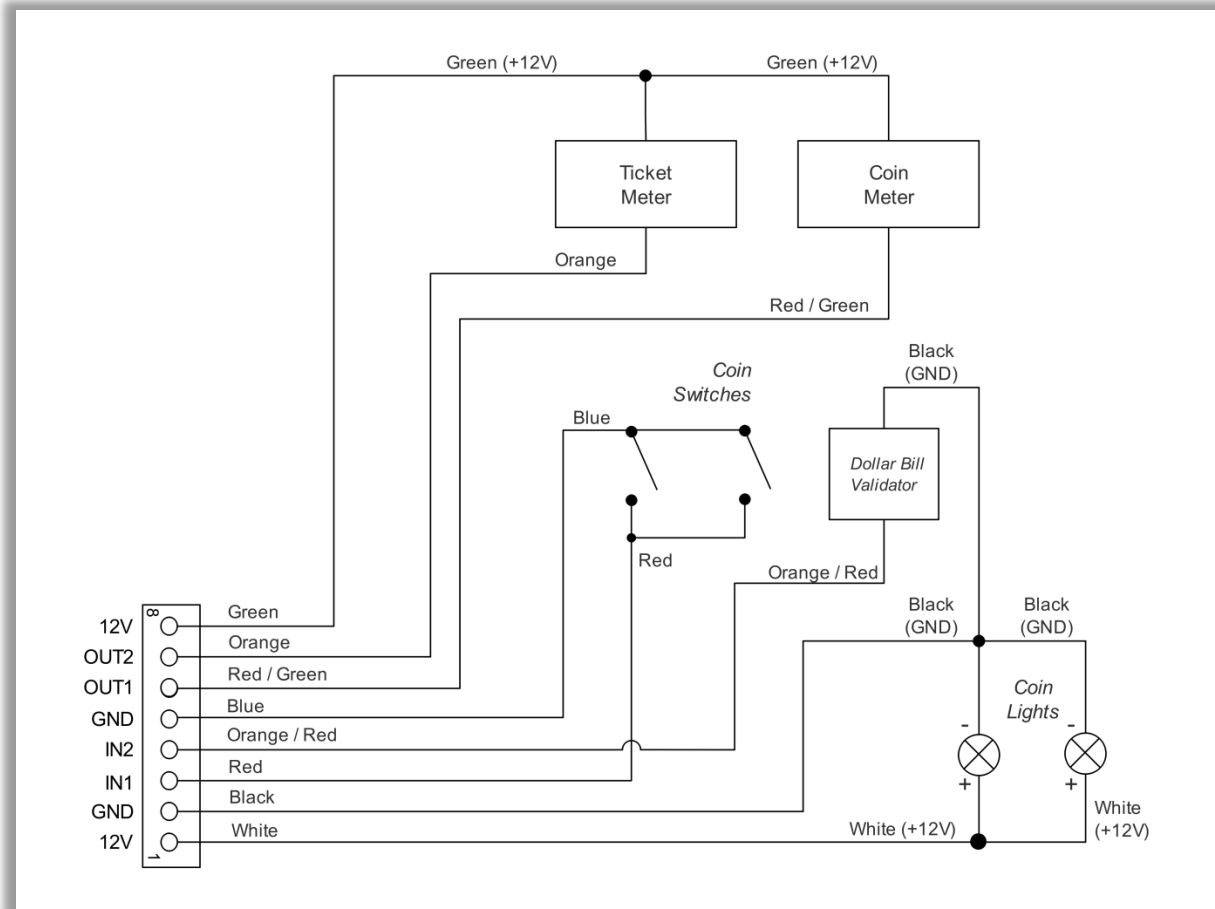 Green (+12V)
Green (+12V)
Ticket
Meter
Coin
Meter
Orange
Red / Green
Black
(GND)
Coin
Switches
Blue
Dollar Bill
Validator
Red
Orange / Red
8
12V
Green
OUT2
Orange
OUT1
Red / Green
GND
Blue
IN2
Orange / Red
IN1
Red
GND
Black
12V
White
1
Black
(GND)
Black
(GND)
Coin
Lights
-
-
+
+
White (+12V)
White
(+12V)